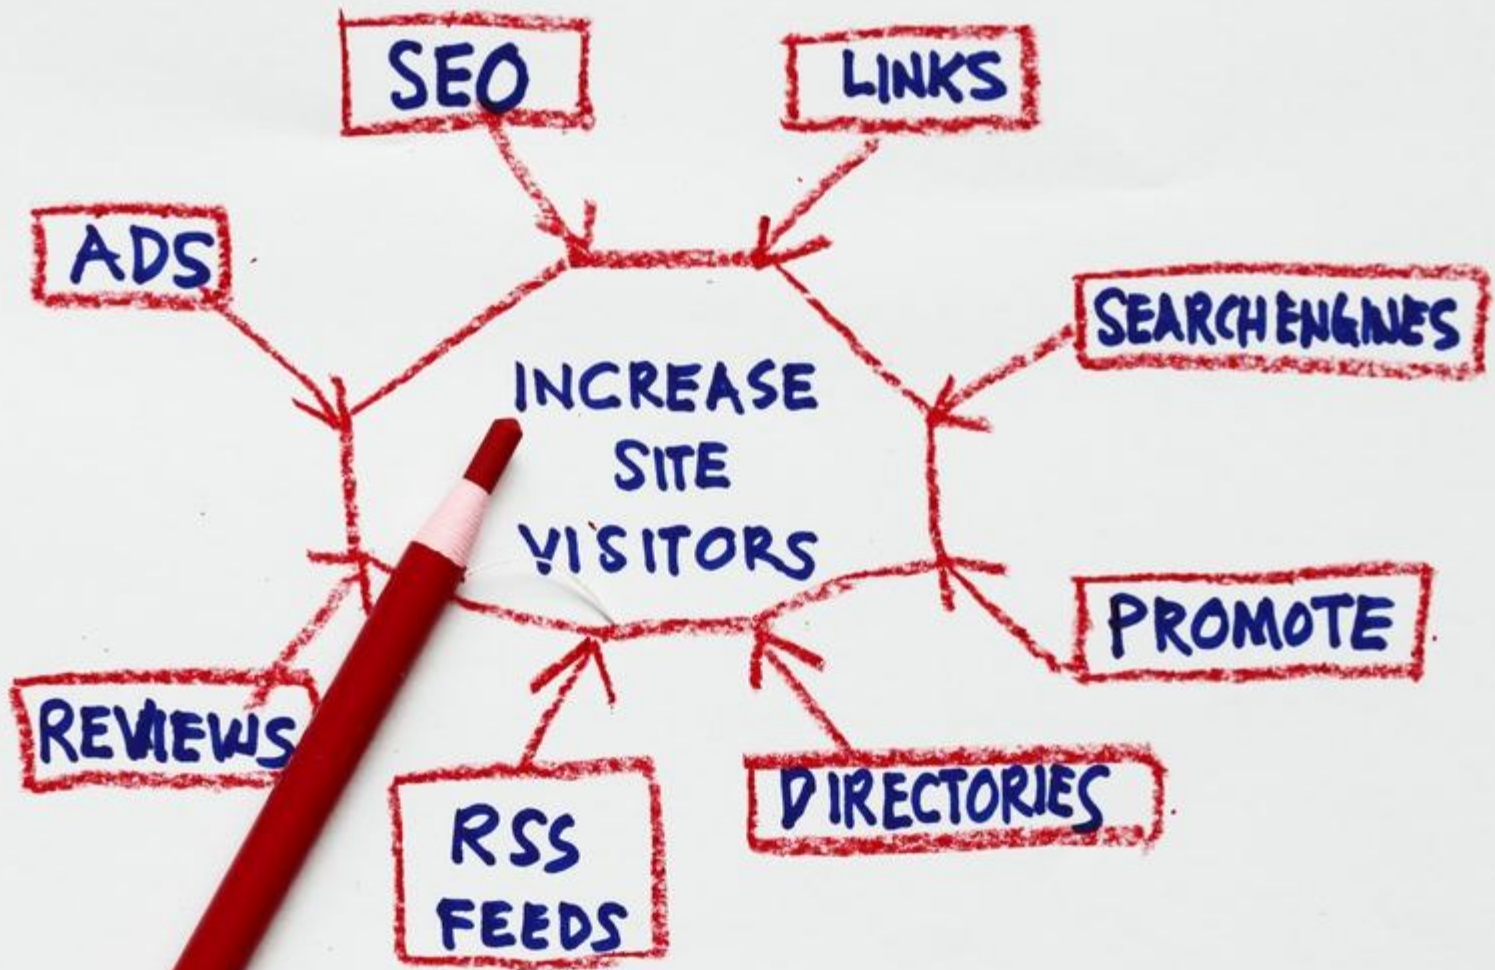 SEO
LINKS
ADS
SEARCH ENGINES
INCREASE
SITE
VISITORS
PROMOTE
REVIEWS
RSS
FEEDS
DIRECTORIES